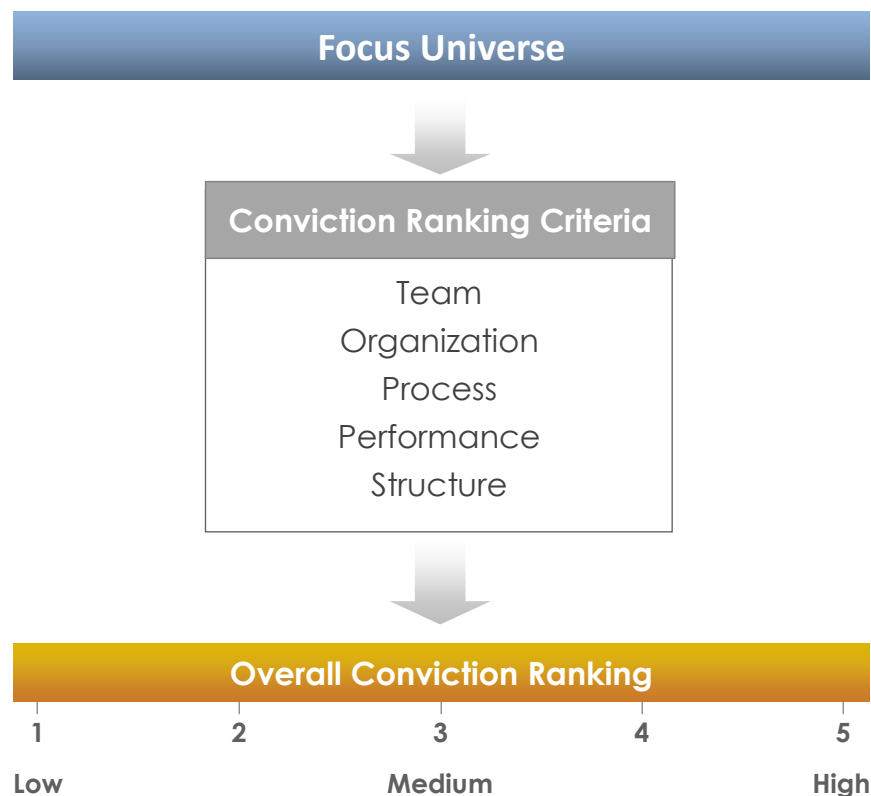 Focus Universe
Conviction Ranking Criteria
Team
Organization
Process
Performance
Structure
Overall Conviction Ranking
1 2 3 4 5
Low Medium High